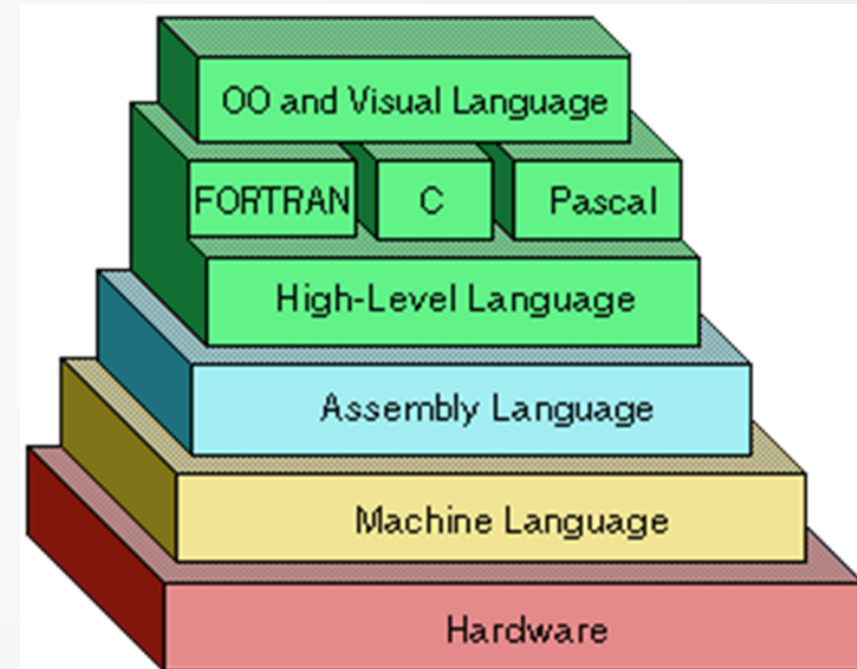 OO and Visual Language
FORTRAN C Pascal
High-Level Language
Assembly Language
Machine Language
Hardware